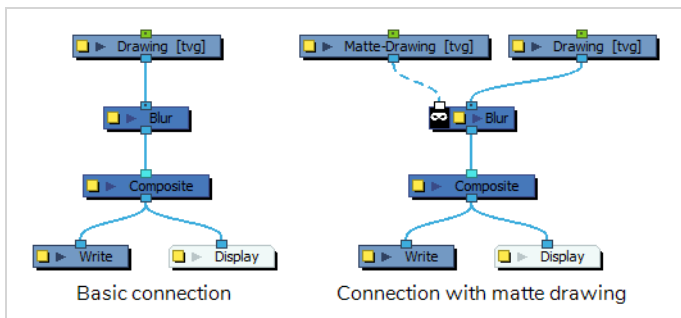 Drawing [tvg]
Blur
Composite
Write
Display
Basic connection
Matte-Drawing [tvg]
Drawing [tvg]
Blur
Composite
Write
Display
Connection with matte drawing